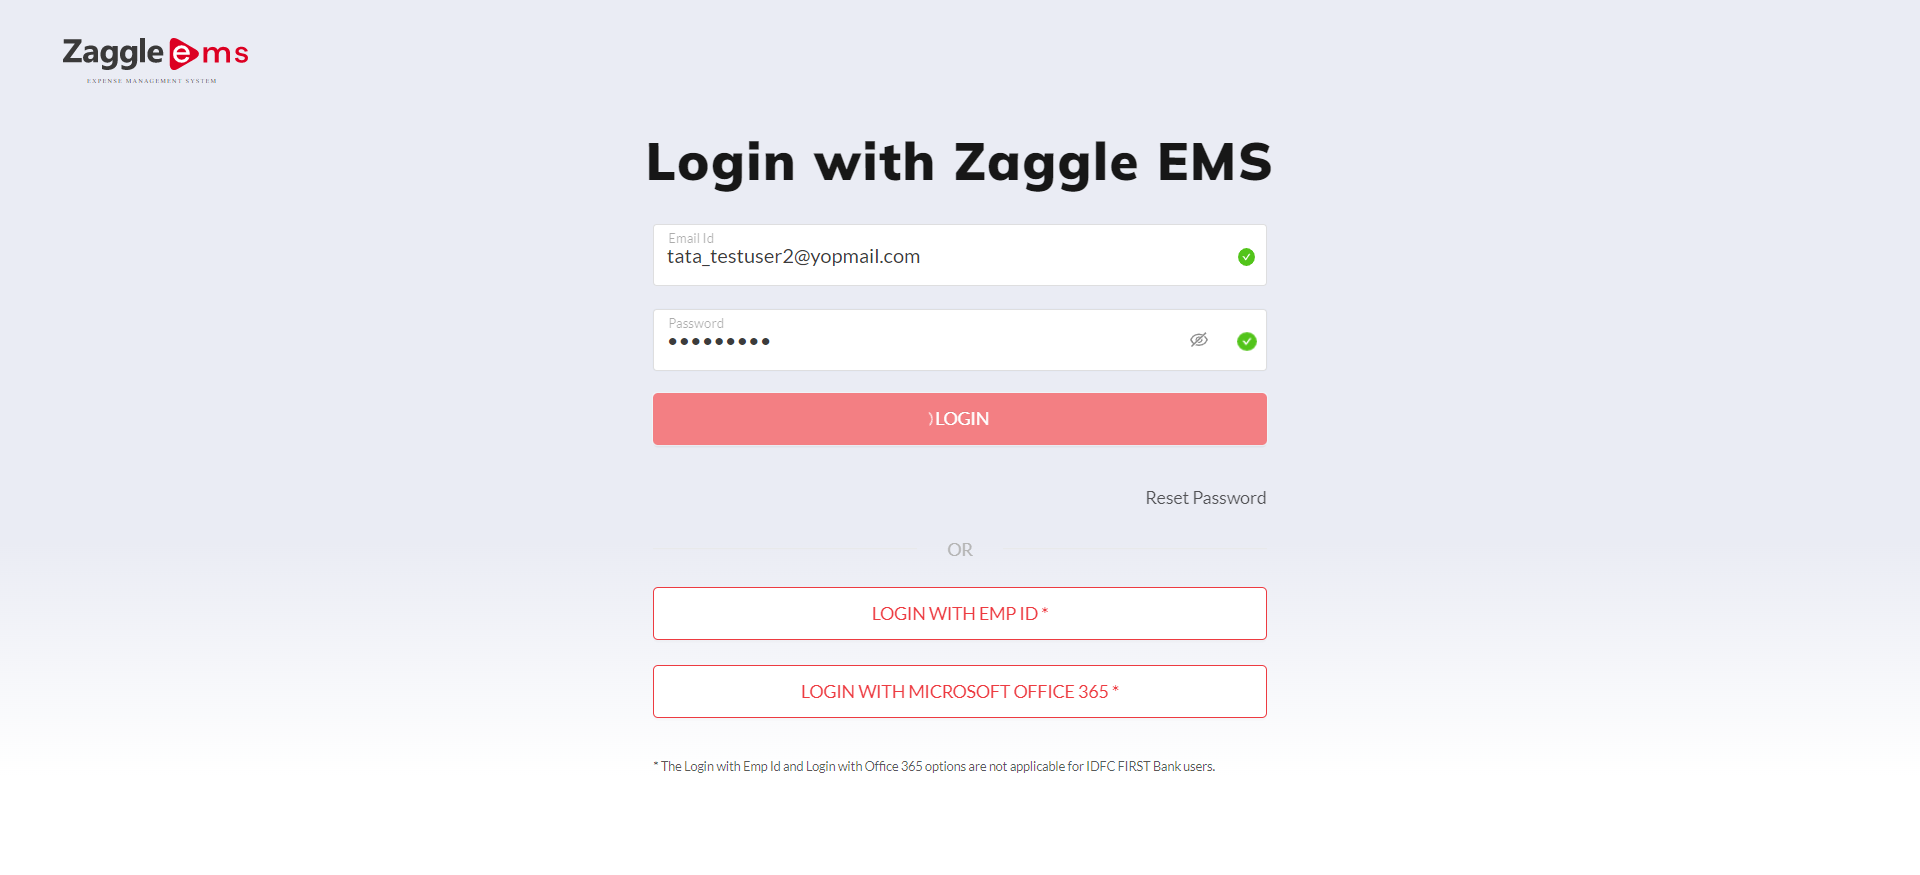 Zaggle ems
EXPENSE MANAGEMENT SYSTEM
Login with Zaggle EMS
Email Id
tata_testuser2@yopmail.com
Password
•••••••••
LOGIN
Reset Password
OR
LOGIN WITH EMP ID *
LOGIN WITH MICROSOFT OFFICE 365 *
* The Login with Emp Id and Login with Office 365 options are not applicable for IDFC FIRST Bank users.